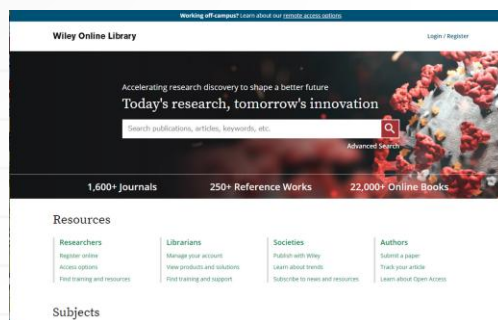 Working off-campus? Learn about our remote access options
Wiley Online Library
Login / Register
Accelerating research discovery to shape a better future
Today's research, tomorrow's innovation
Search publications, articles, keywords, etc.
Advanced Search
1,600+ Journals 250+ Reference Works 22,000+ Online Books
Resources
Researchers
Register online
Access options
Find training and resources
Librarians
Manage your account
View products and solutions
Find training and support
Societies
Publish with Wiley
Learn about trends
Subscribe to news and resources
Authors
Submit a paper
Track your article
Learn about Open Access
Subjects